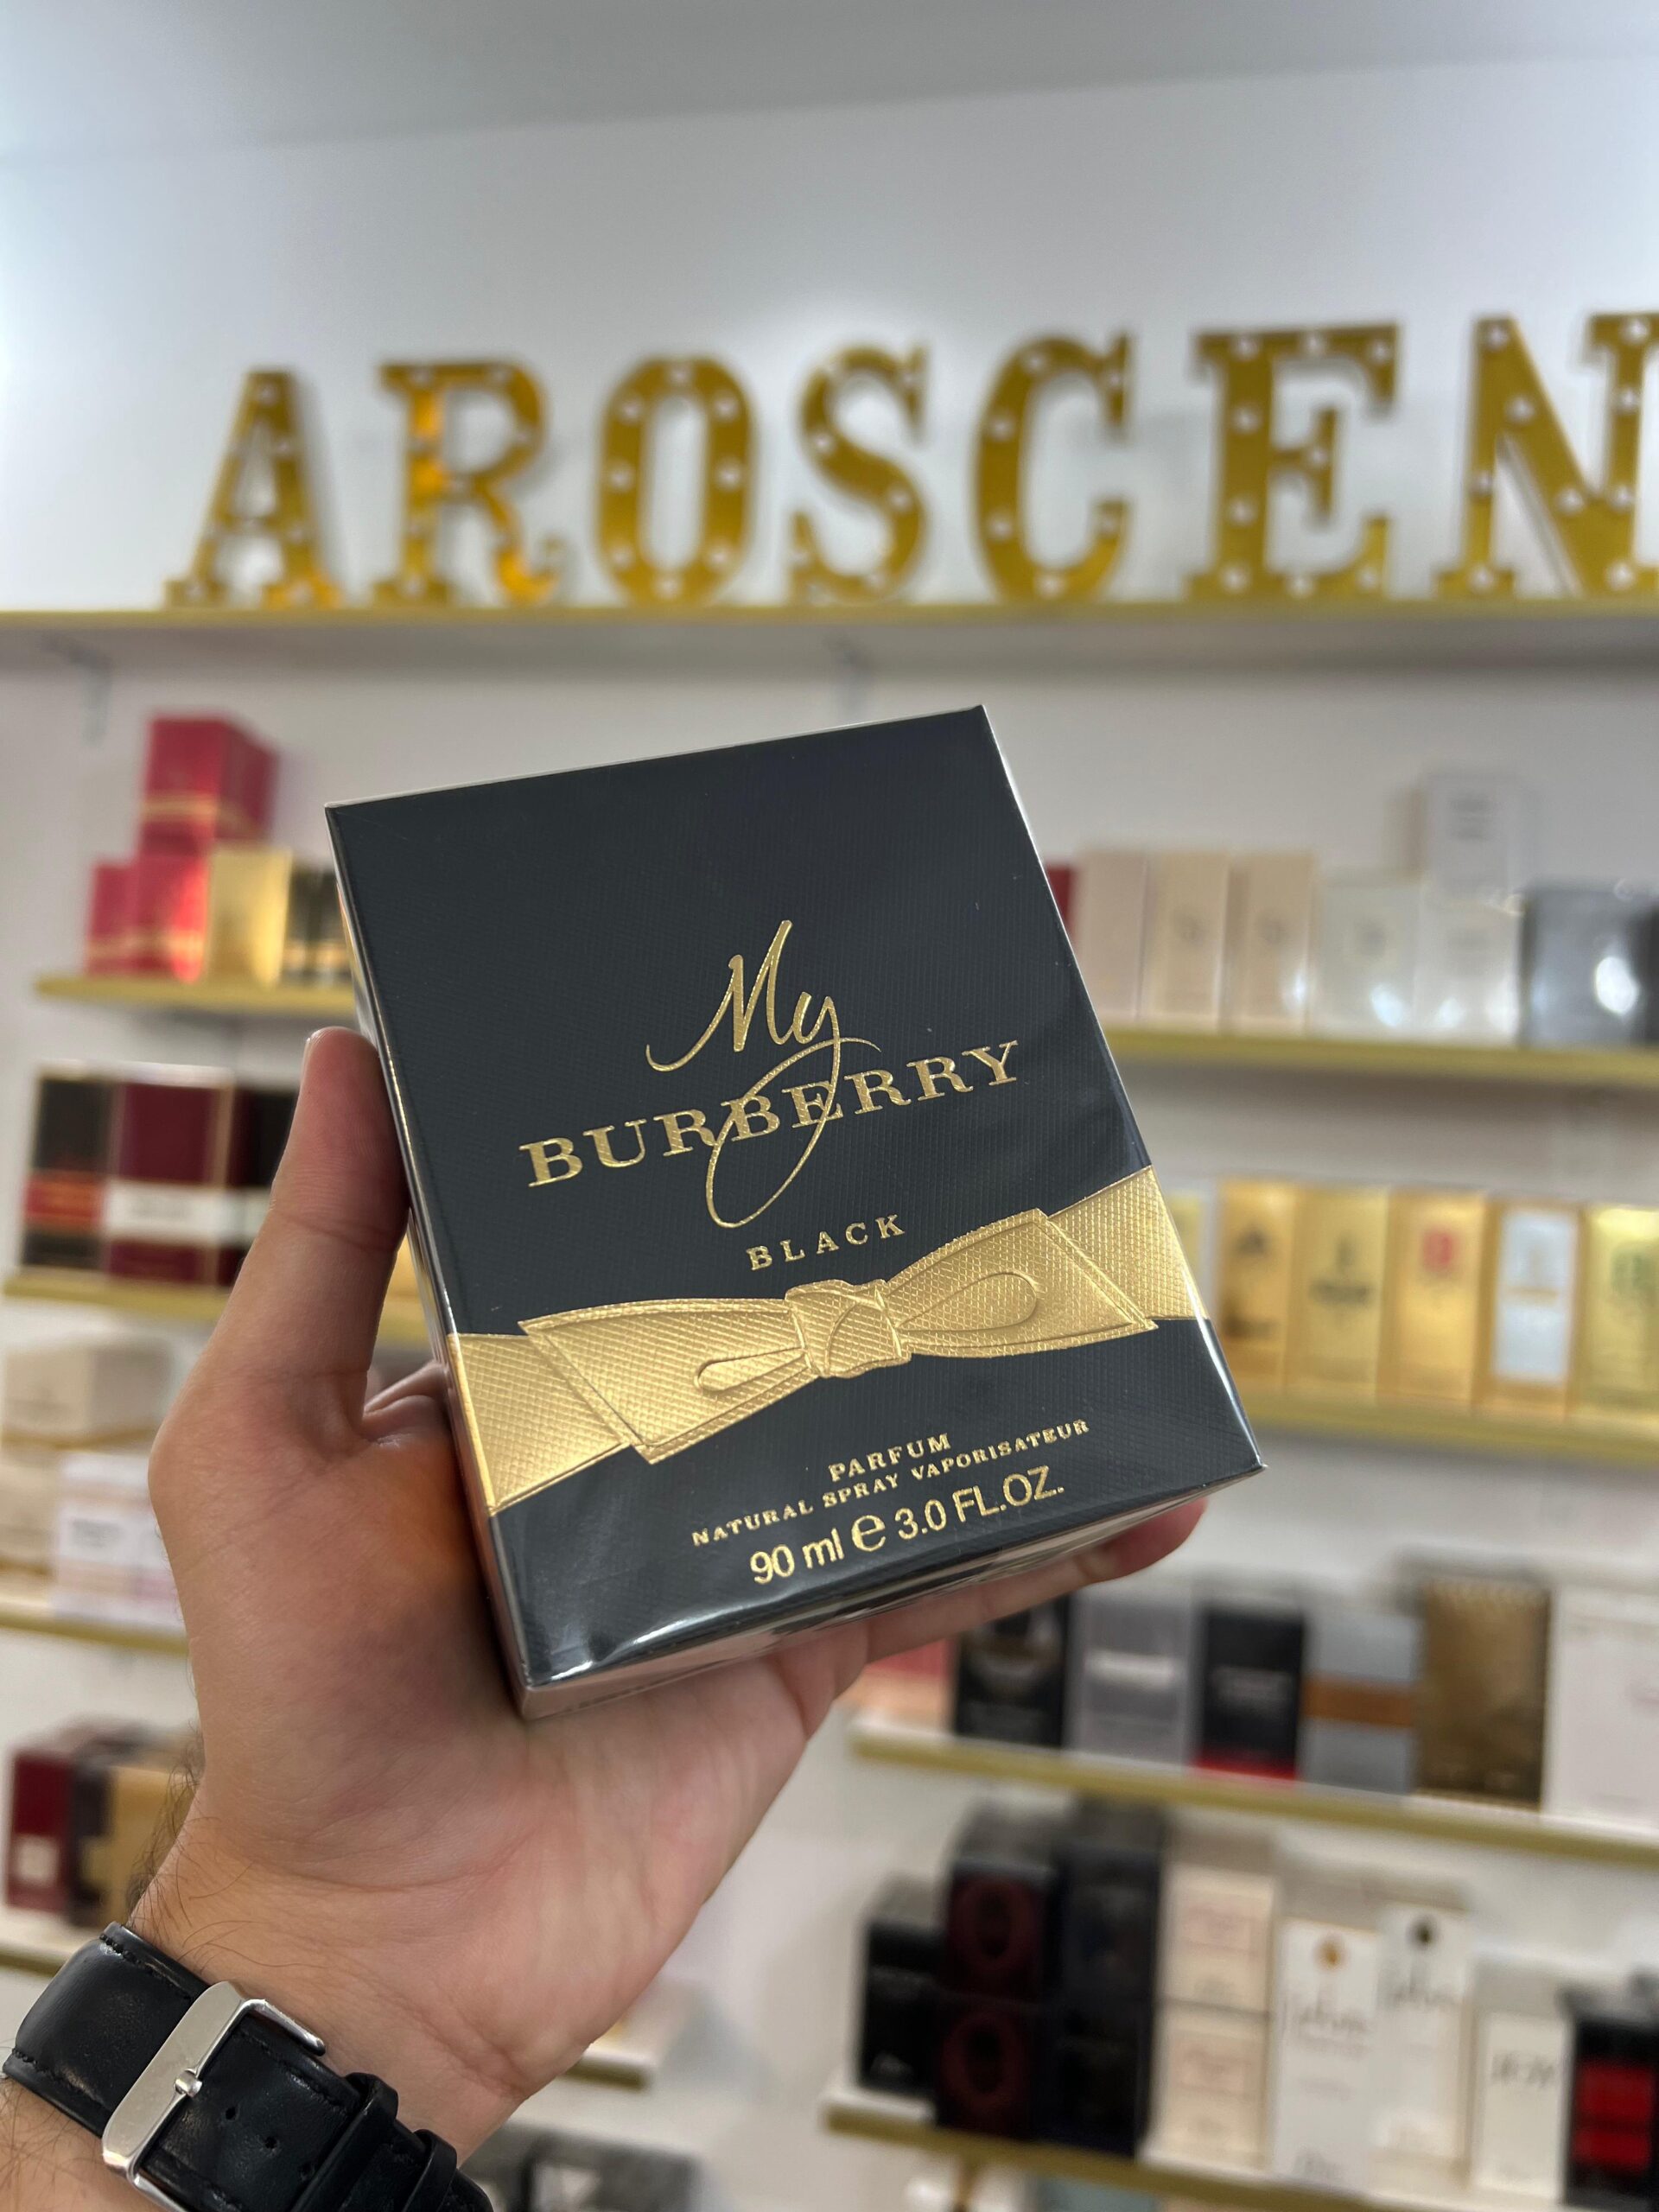 AROSCEN
My
BURBERRY
BLACK
PARFUM
NATURAL SPRAY VAPORISATEUR
90 ml ℮ 3.0 FL.OZ.